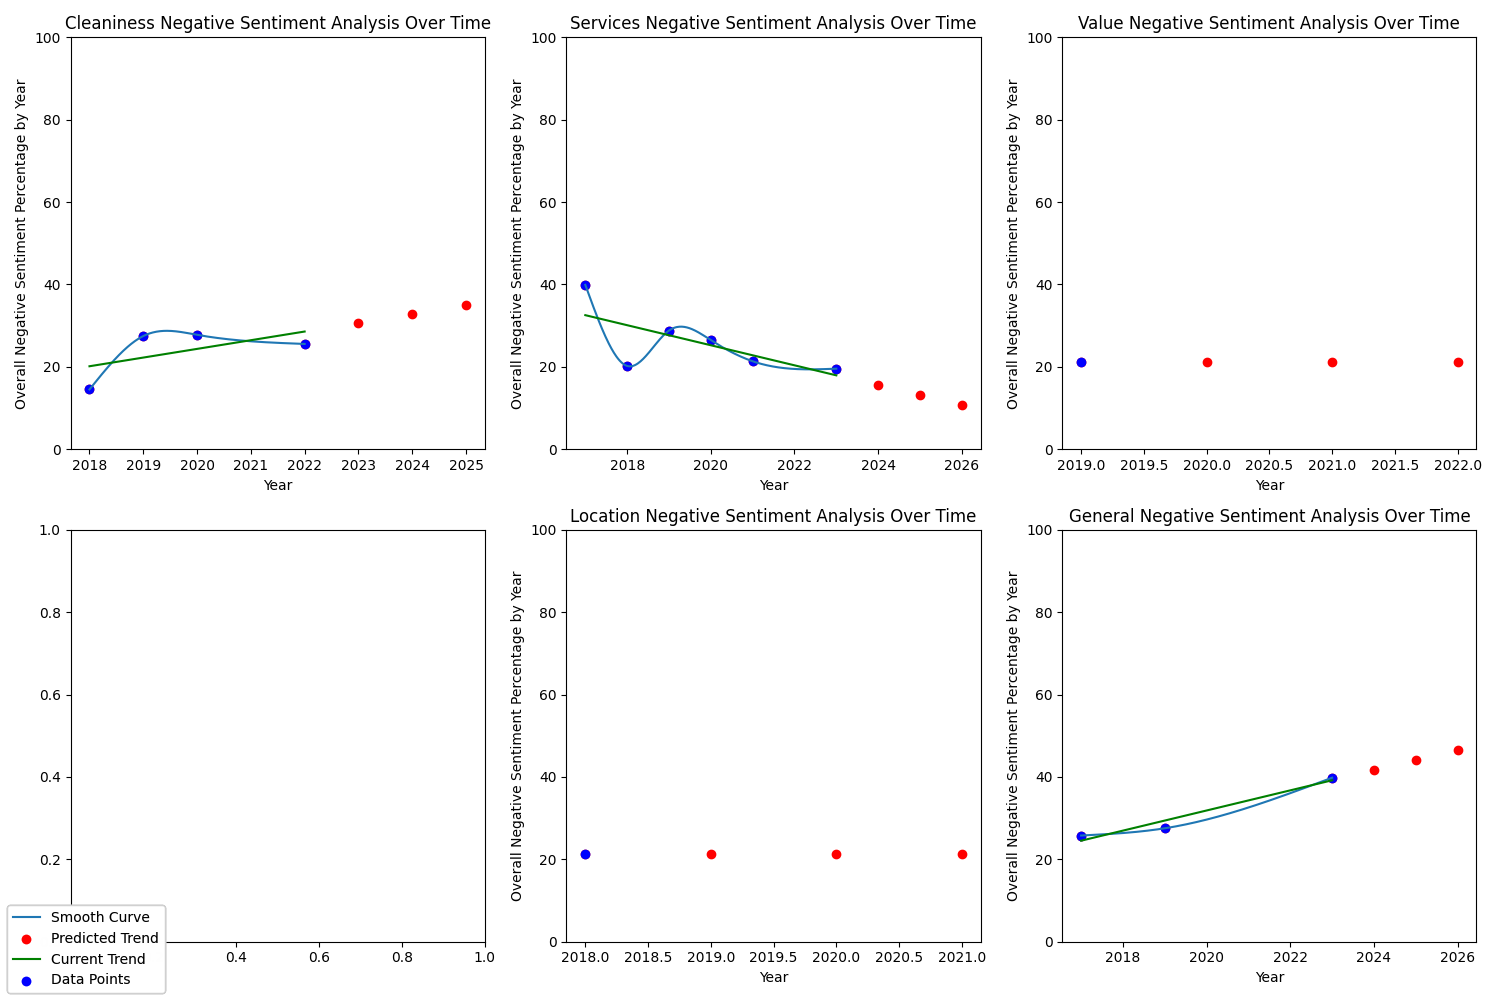 Cleaniness Negative Sentiment Analysis Over Time
Overall Negative Sentiment Percentage by Year
100
80
60
40
20
0
2018 2019 2020 2021 2022 2023 2024 2025
Year
Services Negative Sentiment Analysis Over Time
Overall Negative Sentiment Percentage by Year
100
80
60
40
20
0
2018 2020 2022 2024 2026
Year
Value Negative Sentiment Analysis Over Time
Overall Negative Sentiment Percentage by Year
100
80
60
40
20
0
2019.0 2019.5 2020.0 2020.5 2021.0 2021.5 2022.0
Year
1.0
0.8
0.6
0.4
0.2
0.4 0.6 0.8 1.0
Smooth Curve
Predicted Trend
Current Trend
Data Points
Location Negative Sentiment Analysis Over Time
Overall Negative Sentiment Percentage by Year
100
80
60
40
20
0
2018.0 2018.5 2019.0 2019.5 2020.0 2020.5 2021.0
Year
General Negative Sentiment Analysis Over Time
Overall Negative Sentiment Percentage by Year
100
80
60
40
20
0
2018 2020 2022 2024 2026
Year